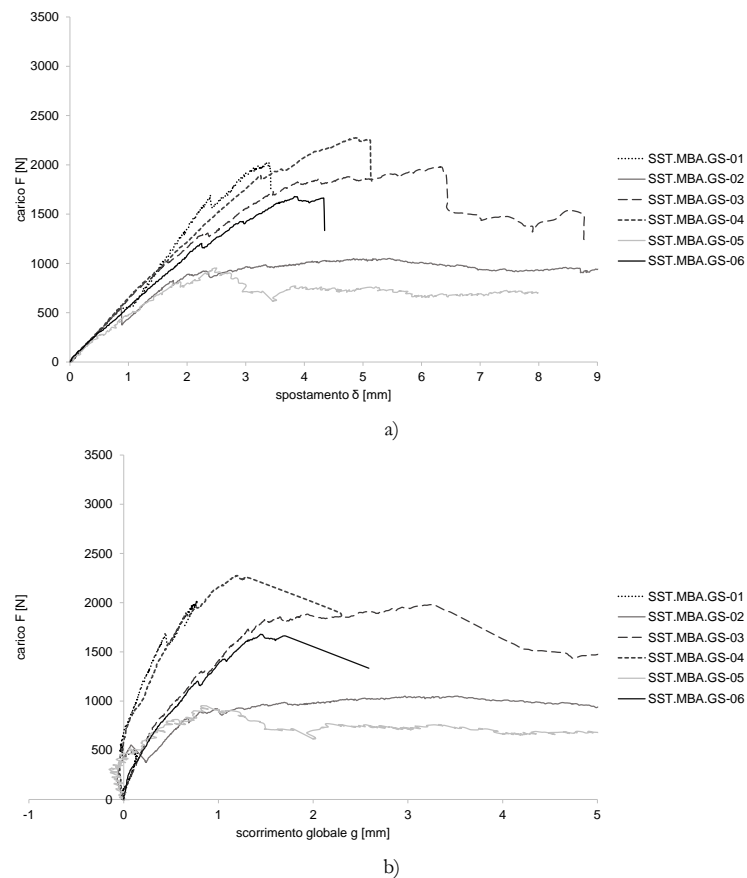 3500
3000
2500
2000
1500
1000
500
0
carico F [N]
0 1 2 3 4 5 6 7 8 9
spostamento δ [mm]
SST.MBA.GS-01
SST.MBA.GS-02
SST.MBA.GS-03
SST.MBA.GS-04
SST.MBA.GS-05
SST.MBA.GS-06
a)
3500
3000
2500
2000
1500
1000
500
0
carico F [N]
-1 0 1 2 3 4 5
scorrimento globale g [mm]
SST.MBA.GS-01
SST.MBA.GS-02
SST.MBA.GS-03
SST.MBA.GS-04
SST.MBA.GS-05
SST.MBA.GS-06
b)